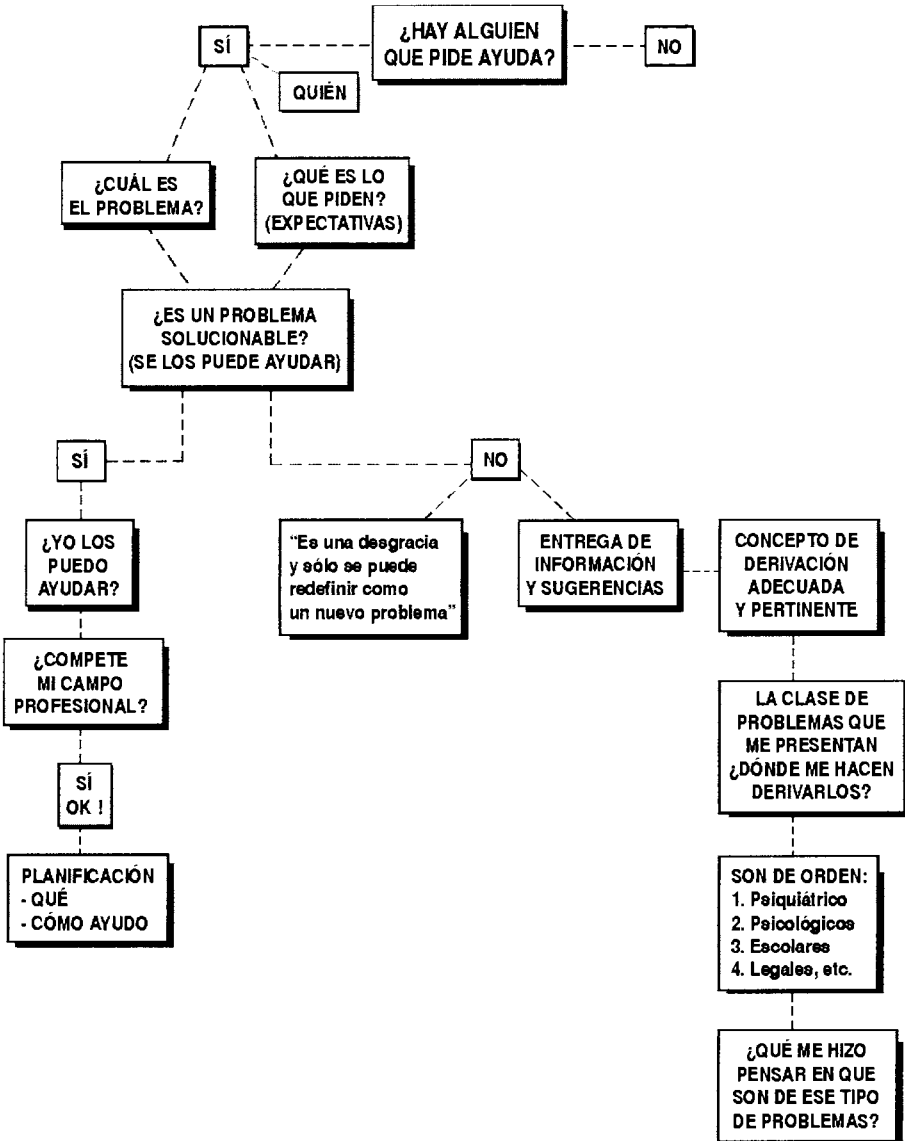 ¿HAY ALGUIEN
QUE PIDE AYUDA?
SÍ
NO
QUIÉN
¿CUÁL ES
EL PROBLEMA?
¿QUÉ ES LO
QUE PIDEN?
(EXPECTATIVAS)
¿ES UN PROBLEMA
SOLUCIONABLE?
(SE LOS PUEDE AYUDAR)
SÍ
NO
¿YO LOS
PUEDO
AYUDAR?
"Es una desgracia
y sólo se puede
redefinir como
un nuevo problema"
ENTREGA DE
INFORMACIÓN
Y SUGERENCIAS
CONCEPTO DE
DERIVACIÓN
ADECUADA
Y PERTINENTE
¿COMPETE
MI CAMPO
PROFESIONAL?
LA CLASE DE
PROBLEMAS QUE
ME PRESENTAN
¿DÓNDE ME HACEN
DERIVARLOS?
SÍ
OK !
PLANIFICACIÓN
- QUÉ
- CÓMO AYUDO
SON DE ORDEN:
1. Psiquiátrico
2. Psicológicos
3. Escolares
4. Legales, etc.
¿QUÉ ME HIZO
PENSAR EN QUE
SON DE ESE TIPO
DE PROBLEMAS?